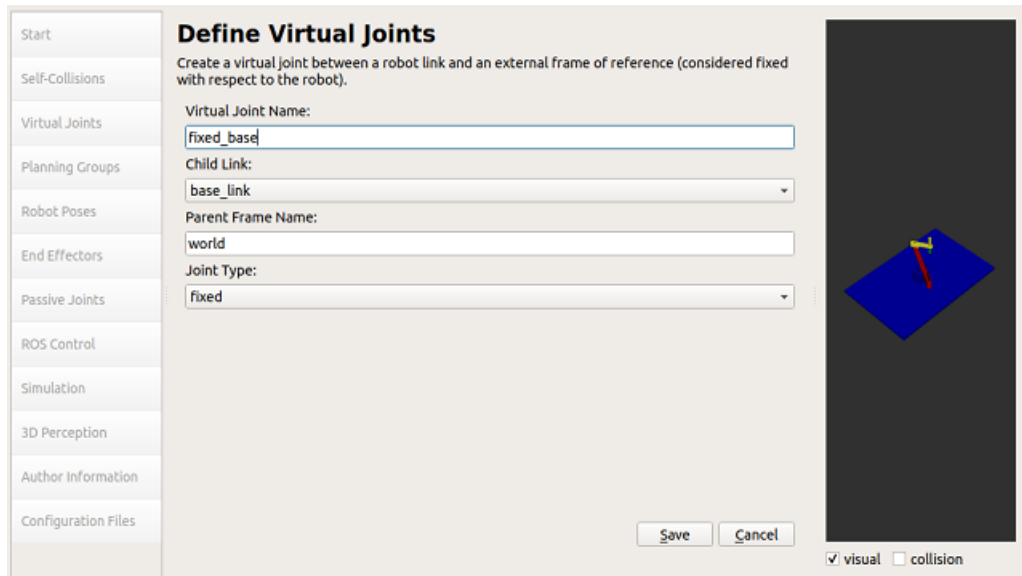 Start
Self-Collisions
Virtual Joints
Planning Groups
Robot Poses
End Effectors
Passive Joints
ROS Control
Simulation
3D Perception
Author Information
Configuration Files
Define Virtual Joints
Create a virtual joint between a robot link and an external frame of reference (considered fixed
with respect to the robot).
Virtual Joint Name:
fixed_base
Child Link:
base_link
Parent Frame Name:
world
Joint Type:
fixed
Save
Cancel
visual
collision